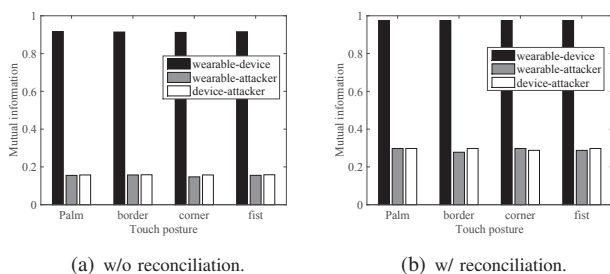 1
0.8
0.6
0.4
0.2
0
Mutual information
wearable-device
wearable-attacker
device-attacker
Palm border corner fist
Touch posture
(a) w/o reconciliation.
1
0.8
0.6
0.4
0.2
0
Mutual information
wearable-device
wearable-attacker
device-attacker
Palm border corner fist
Touch posture
(b) w/ reconciliation.